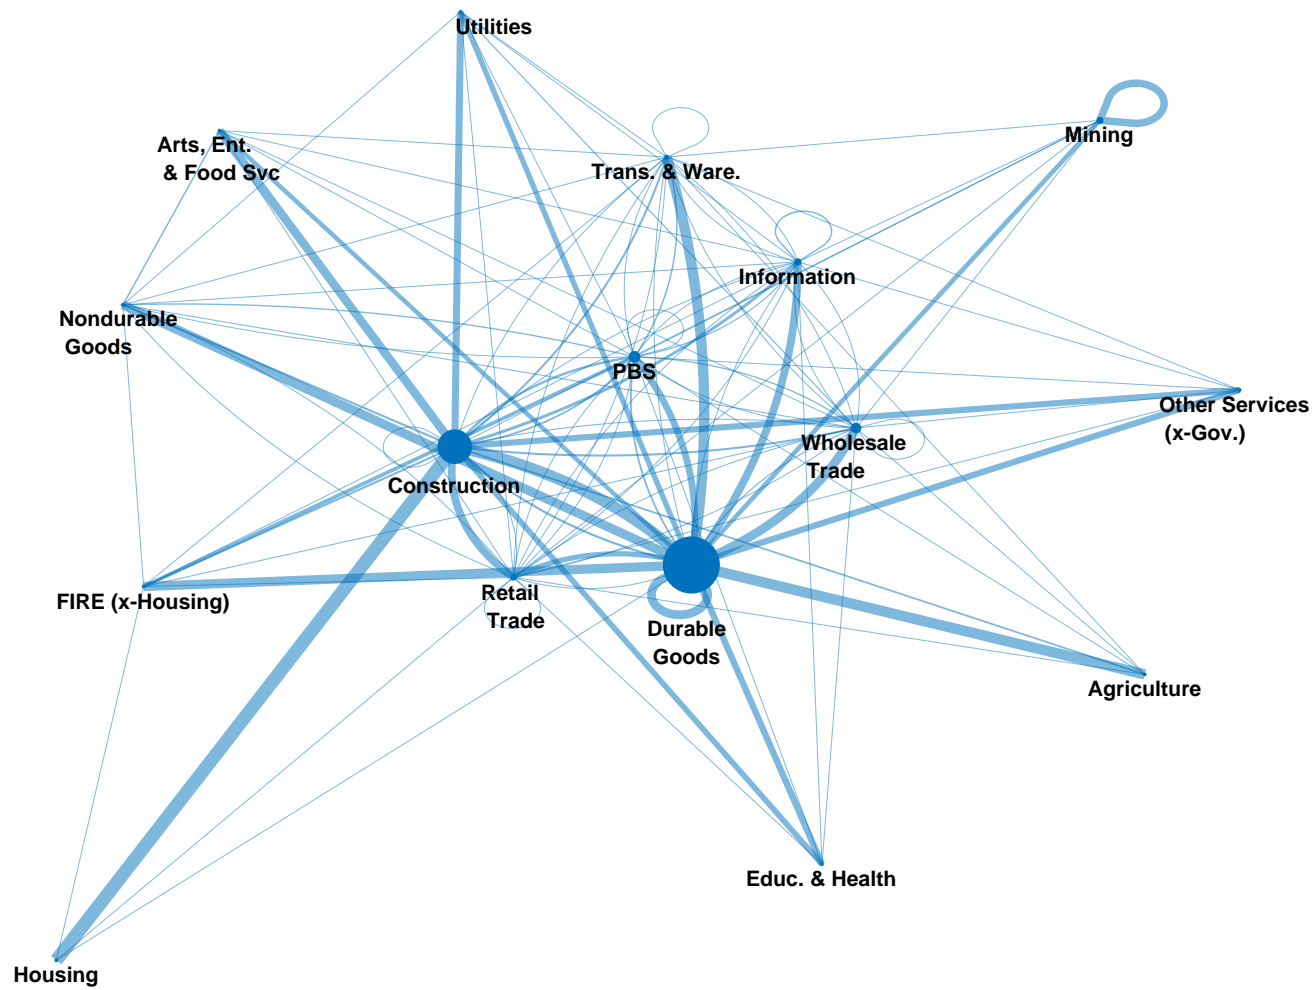 Utilities
Mining
Arts, Ent.
& Food Svc
Trans. & Ware.
Information
Nondurable
Goods
PBS
Other Services
(x-Gov.)
Wholesale
Trade
Construction
FIRE (x-Housing)
Retail
Trade
Durable
Goods
Agriculture
Educ. & Health
Housing